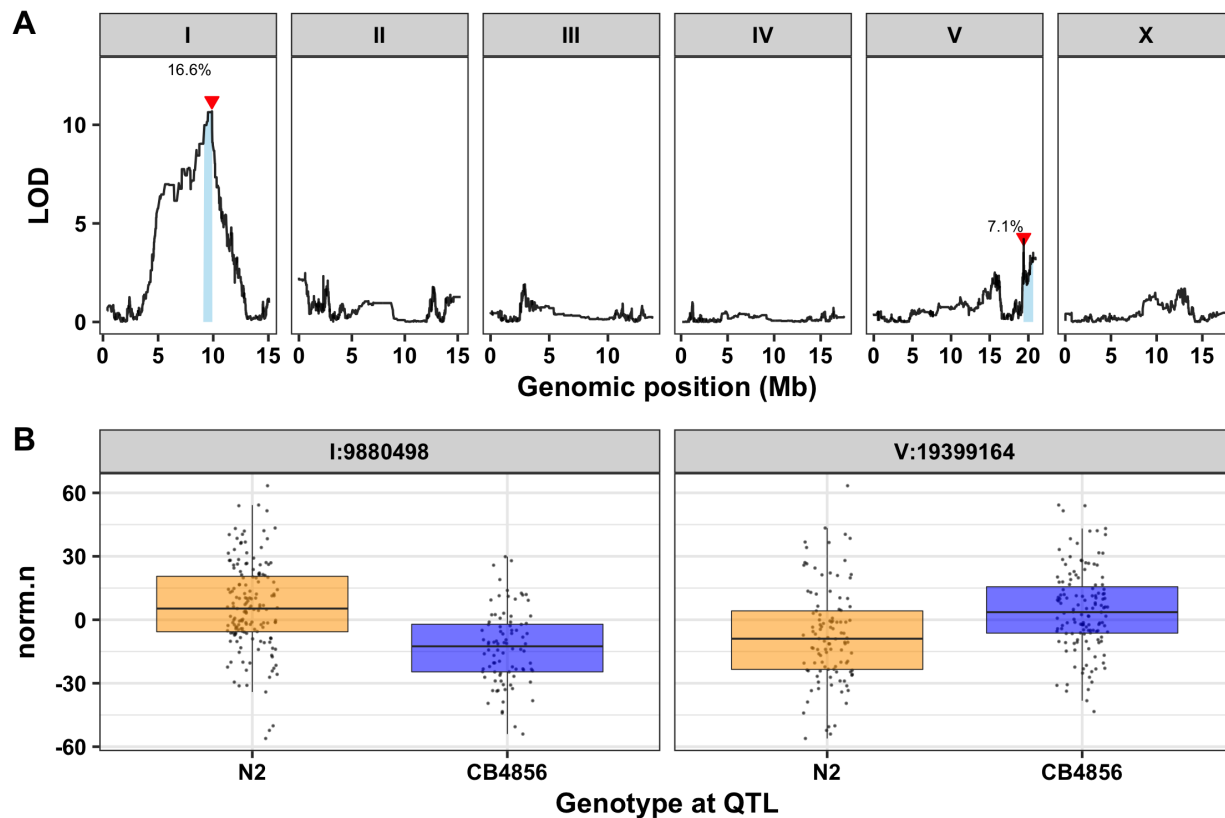 A
I II III IV V X
16.6%
7.1%
LOD
10
5
0
0 5 10 15 0 5 10 15 0 5 10 0 5 10 15 0 5 10 15 20 0 5 10 15
Genomic position (Mb)
B
I:9880498 V:19399164
norm.n
60
30
0
-30
-60
N2 CB4856 N2 CB4856
Genotype at QTL